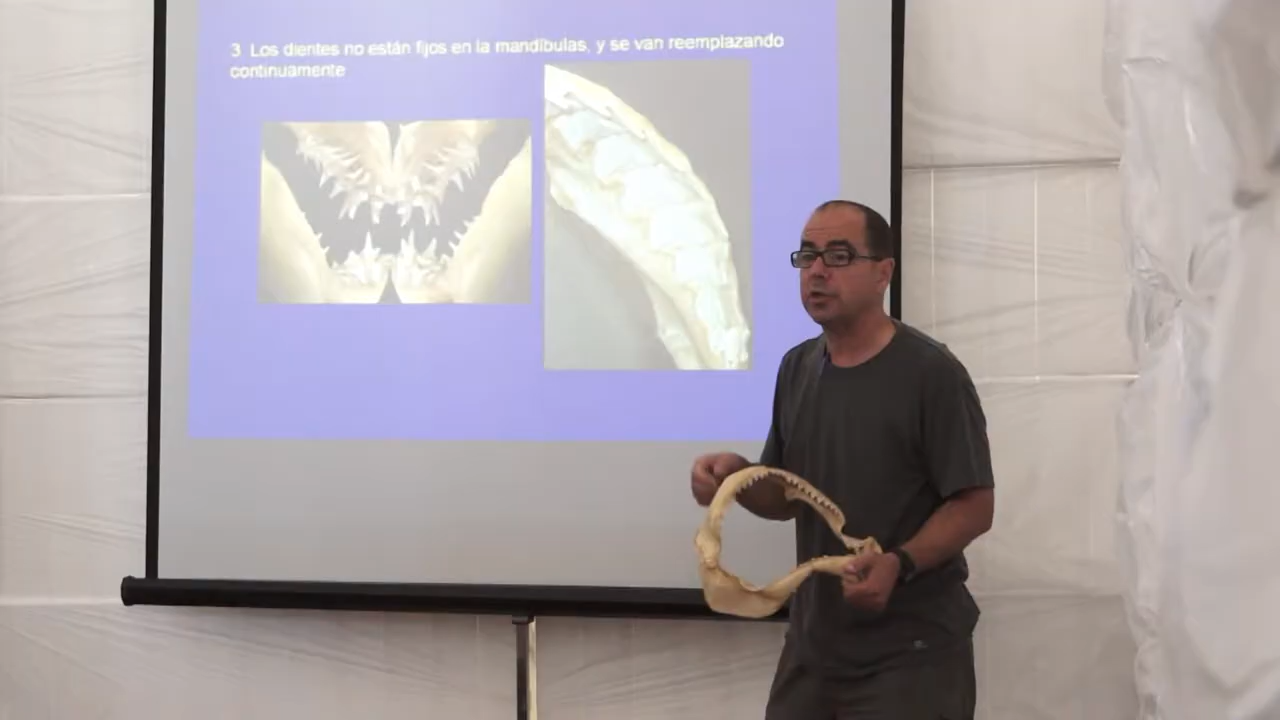 3. Los dientes no están fijos en la mandíbulas, y se van reemplazando
continuamente